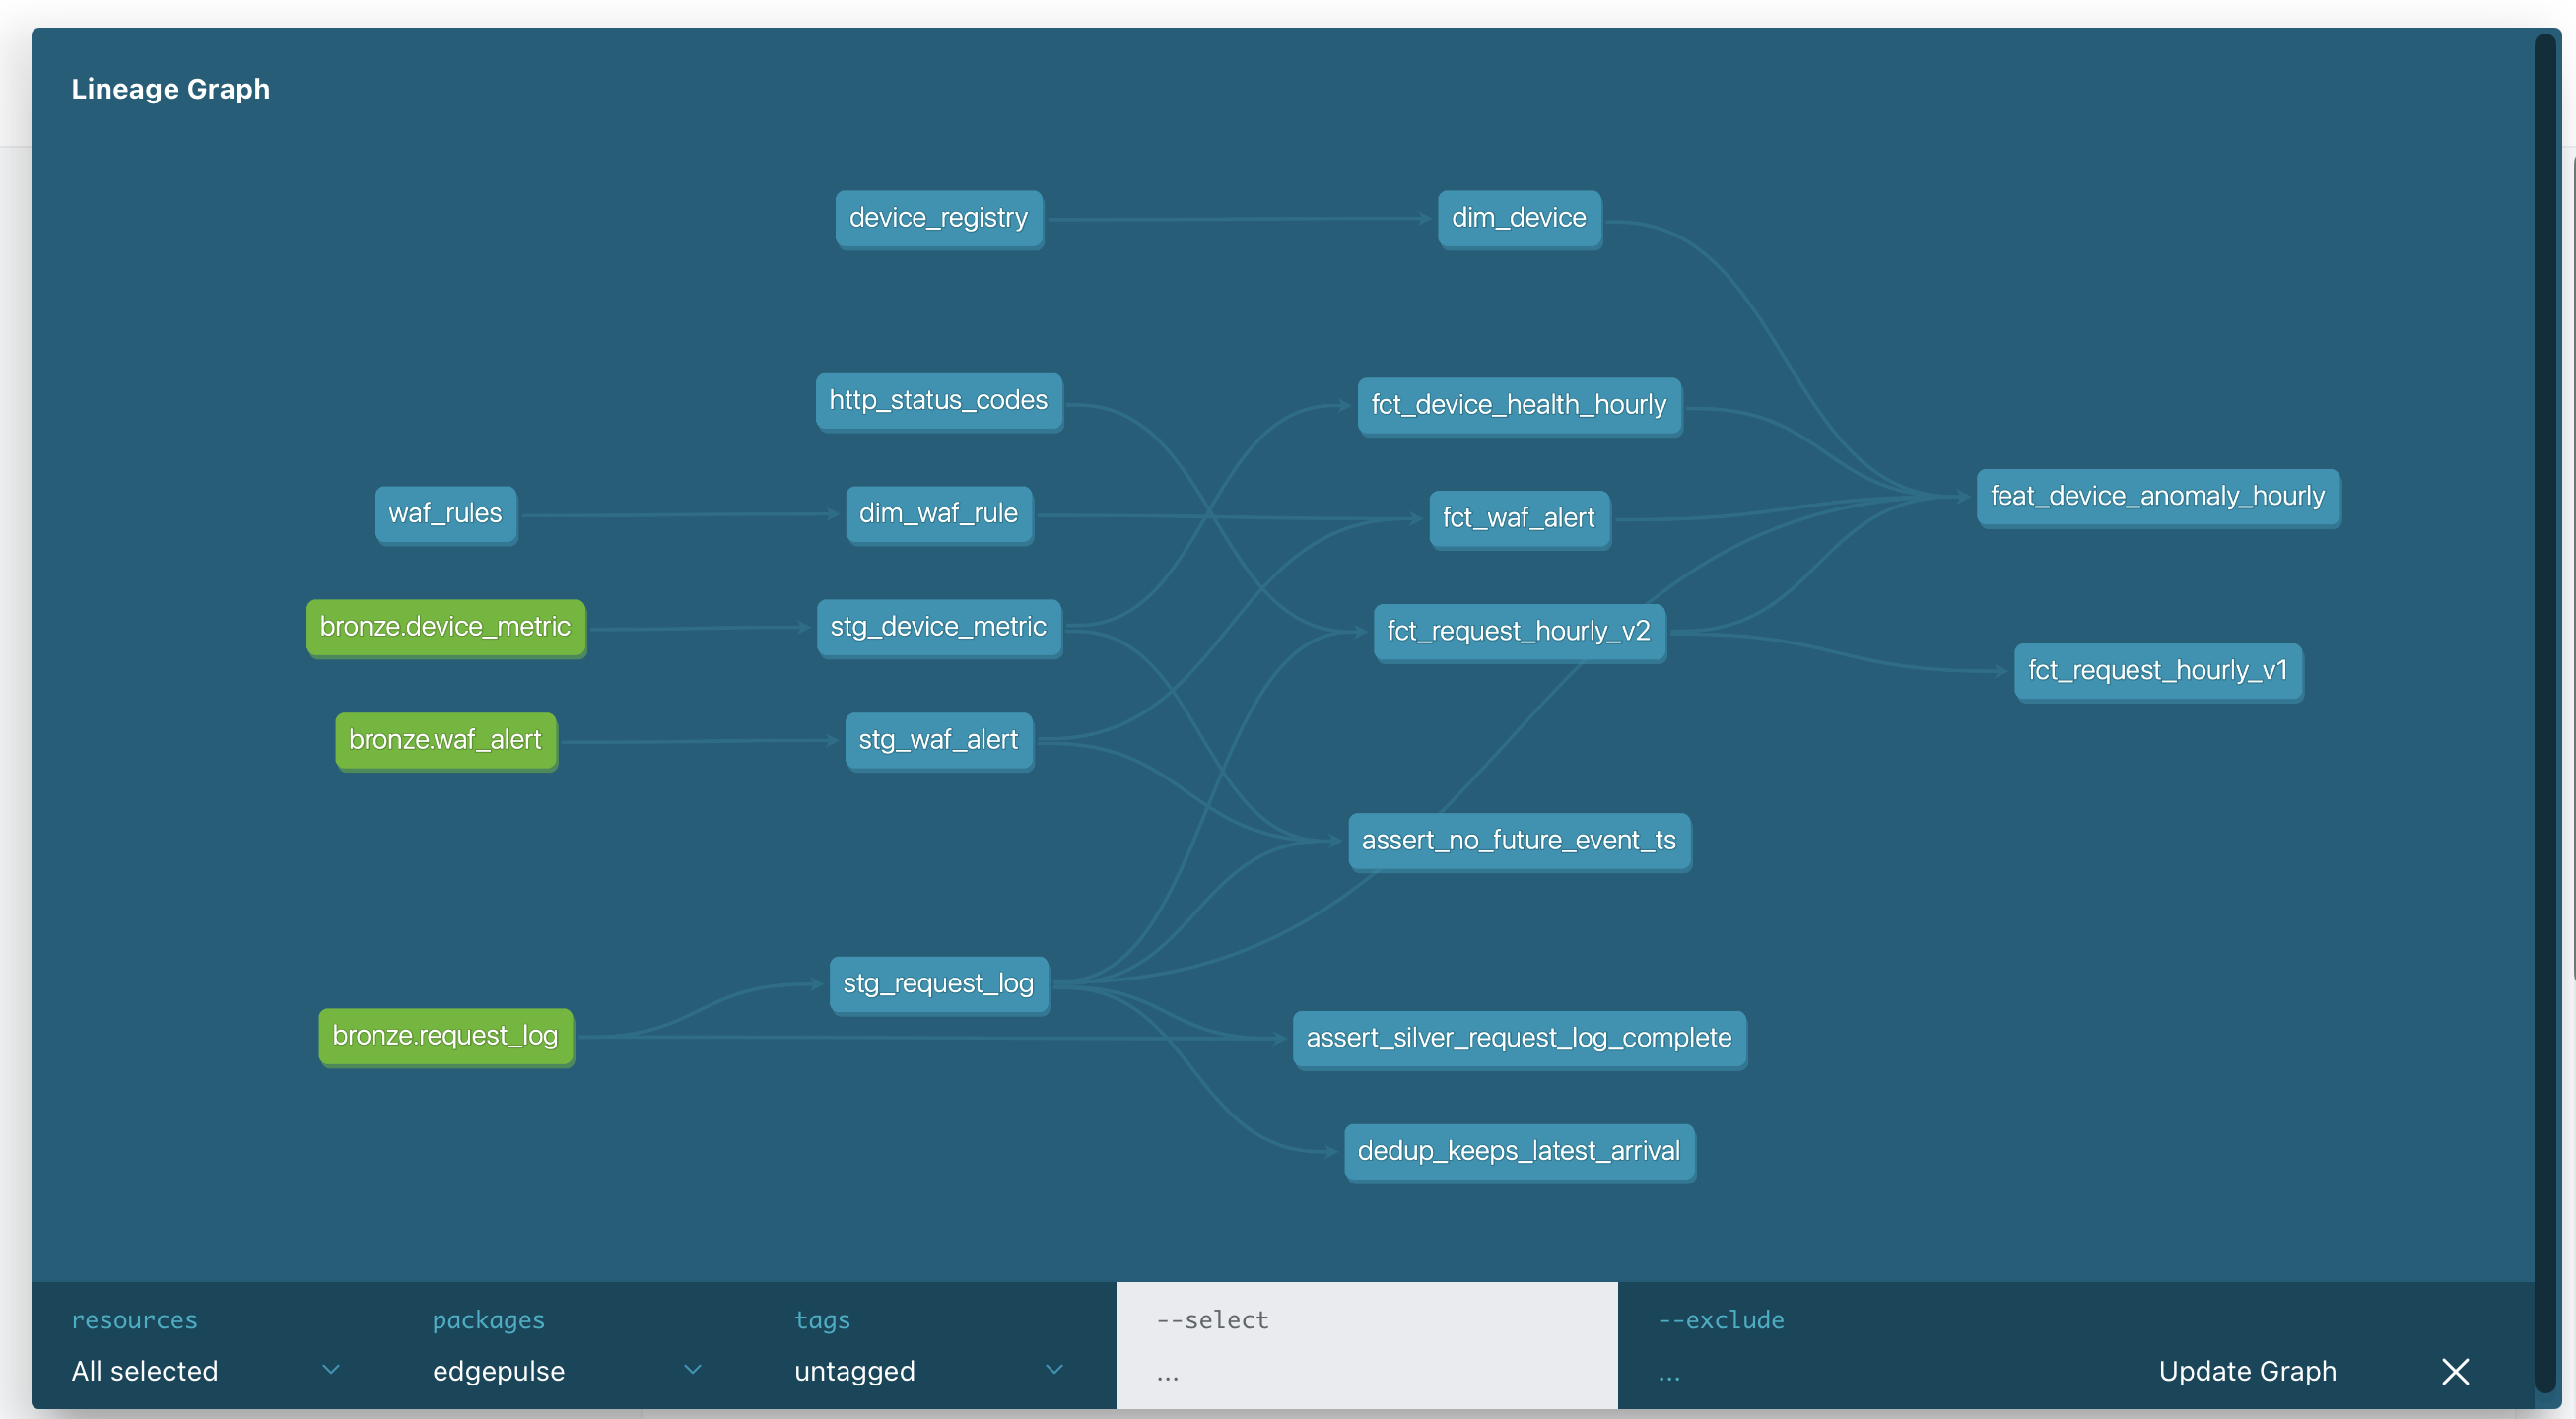 Lineage Graph
device_registry
dim_device
http_status_codes
fct_device_health_hourly
feat_device_anomaly_hourly
waf_rules
dim_waf_rule
fct_waf_alert
bronze.device_metric
stg_device_metric
fct_request_hourly_v2
fct_request_hourly_v1
bronze.waf_alert
stg_waf_alert
assert_no_future_event_ts
stg_request_log
bronze.request_log
assert_silver_request_log_complete
dedup_keeps_latest_arrival
resources
All selected
packages
edgepulse
tags
untagged
--select
...
--exclude
...
Update Graph